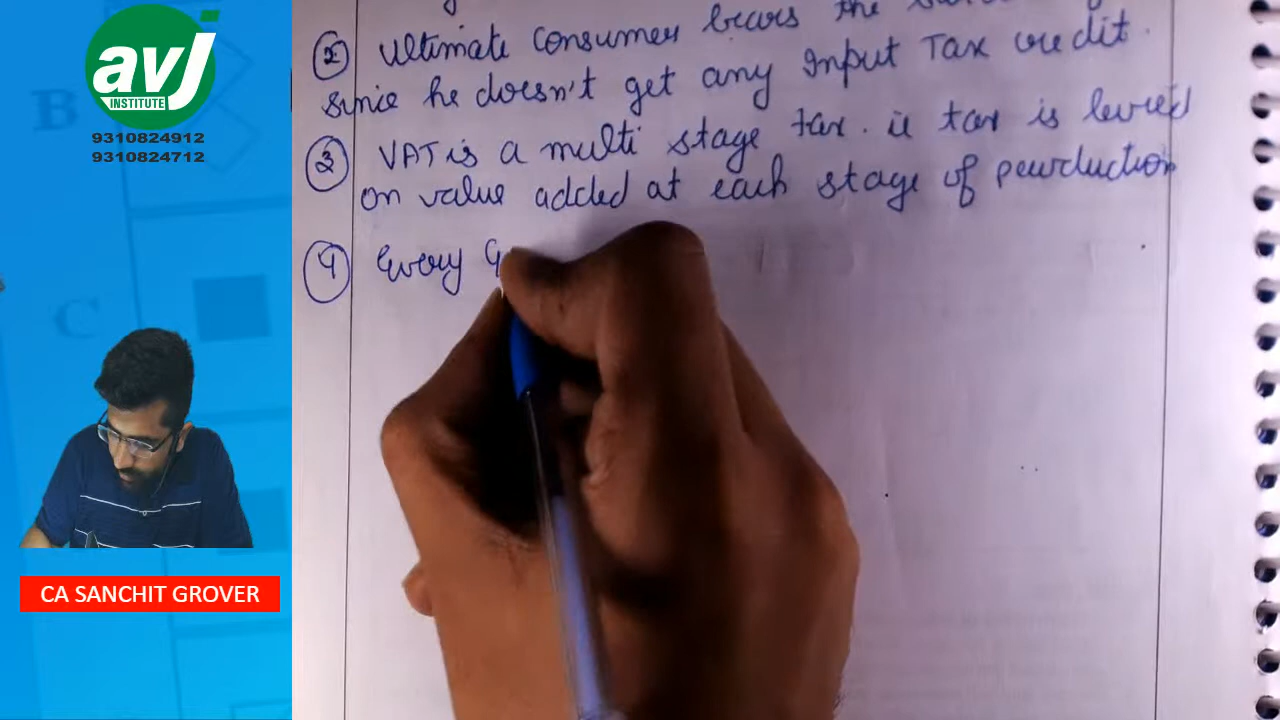 avj
INSTITUTE
9310824912
9310824712
B
C
CA SANCHIT GROVER
② Ultimate consumer bears the
since he doesn't get any Input Tax credit.
③ VAT is a multi stage tax. ie tax is levied
on value added at each stage of production
④ Every G